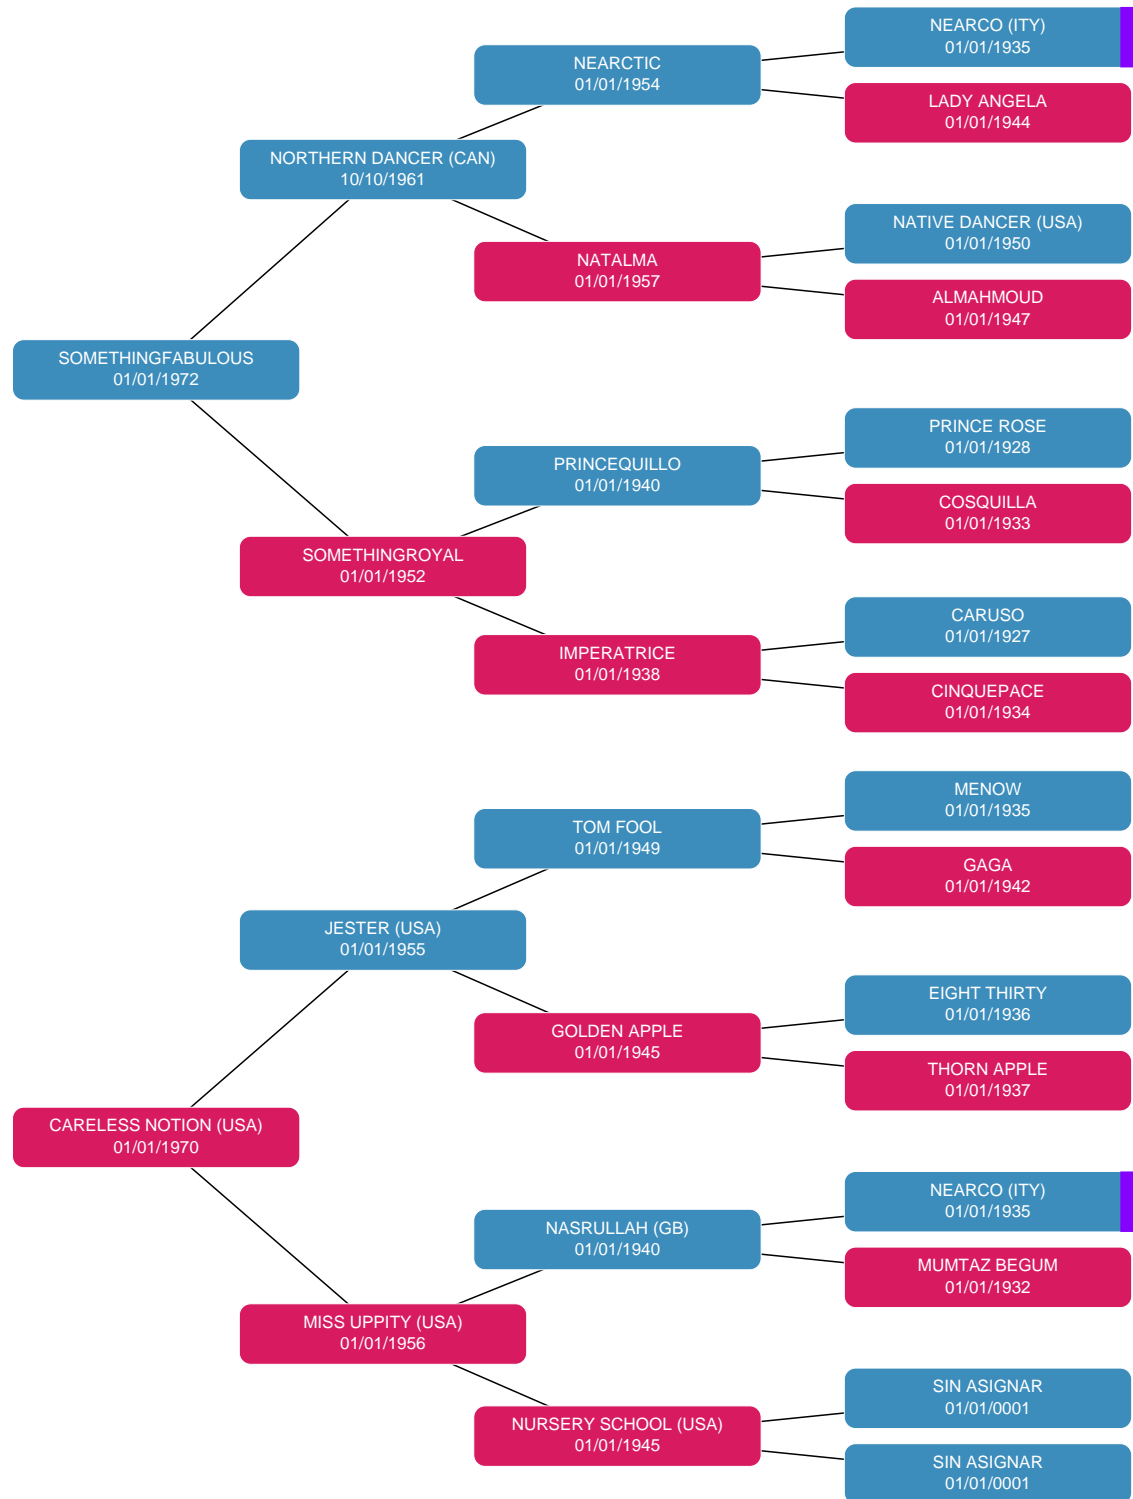 NEARCO (ITY)
01/01/1935
NEARCTIC
01/01/1954
LADY ANGELA
01/01/1944
NORTHERN DANCER (CAN)
10/10/1961
NATIVE DANCER (USA)
01/01/1950
NATALMA
01/01/1957
ALMAHMOUD
01/01/1947
SOMETHINGFABULOUS
01/01/1972
PRINCE ROSE
01/01/1928
PRINCEQUILLO
01/01/1940
COSQUILLA
01/01/1933
SOMETHINGROYAL
01/01/1952
CARUSO
01/01/1927
IMPERATRICE
01/01/1938
CINQUEPACE
01/01/1934
MENOW
01/01/1935
TOM FOOL
01/01/1949
GAGA
01/01/1942
JESTER (USA)
01/01/1955
EIGHT THIRTY
01/01/1936
GOLDEN APPLE
01/01/1945
THORN APPLE
01/01/1937
CARELESS NOTION (USA)
01/01/1970
NEARCO (ITY)
01/01/1935
NASRULLAH (GB)
01/01/1940
MUMTAZ BEGUM
01/01/1932
MISS UPPITY (USA)
01/01/1956
SIN ASIGNAR
01/01/0001
NURSERY SCHOOL (USA)
01/01/1945
SIN ASIGNAR
01/01/0001